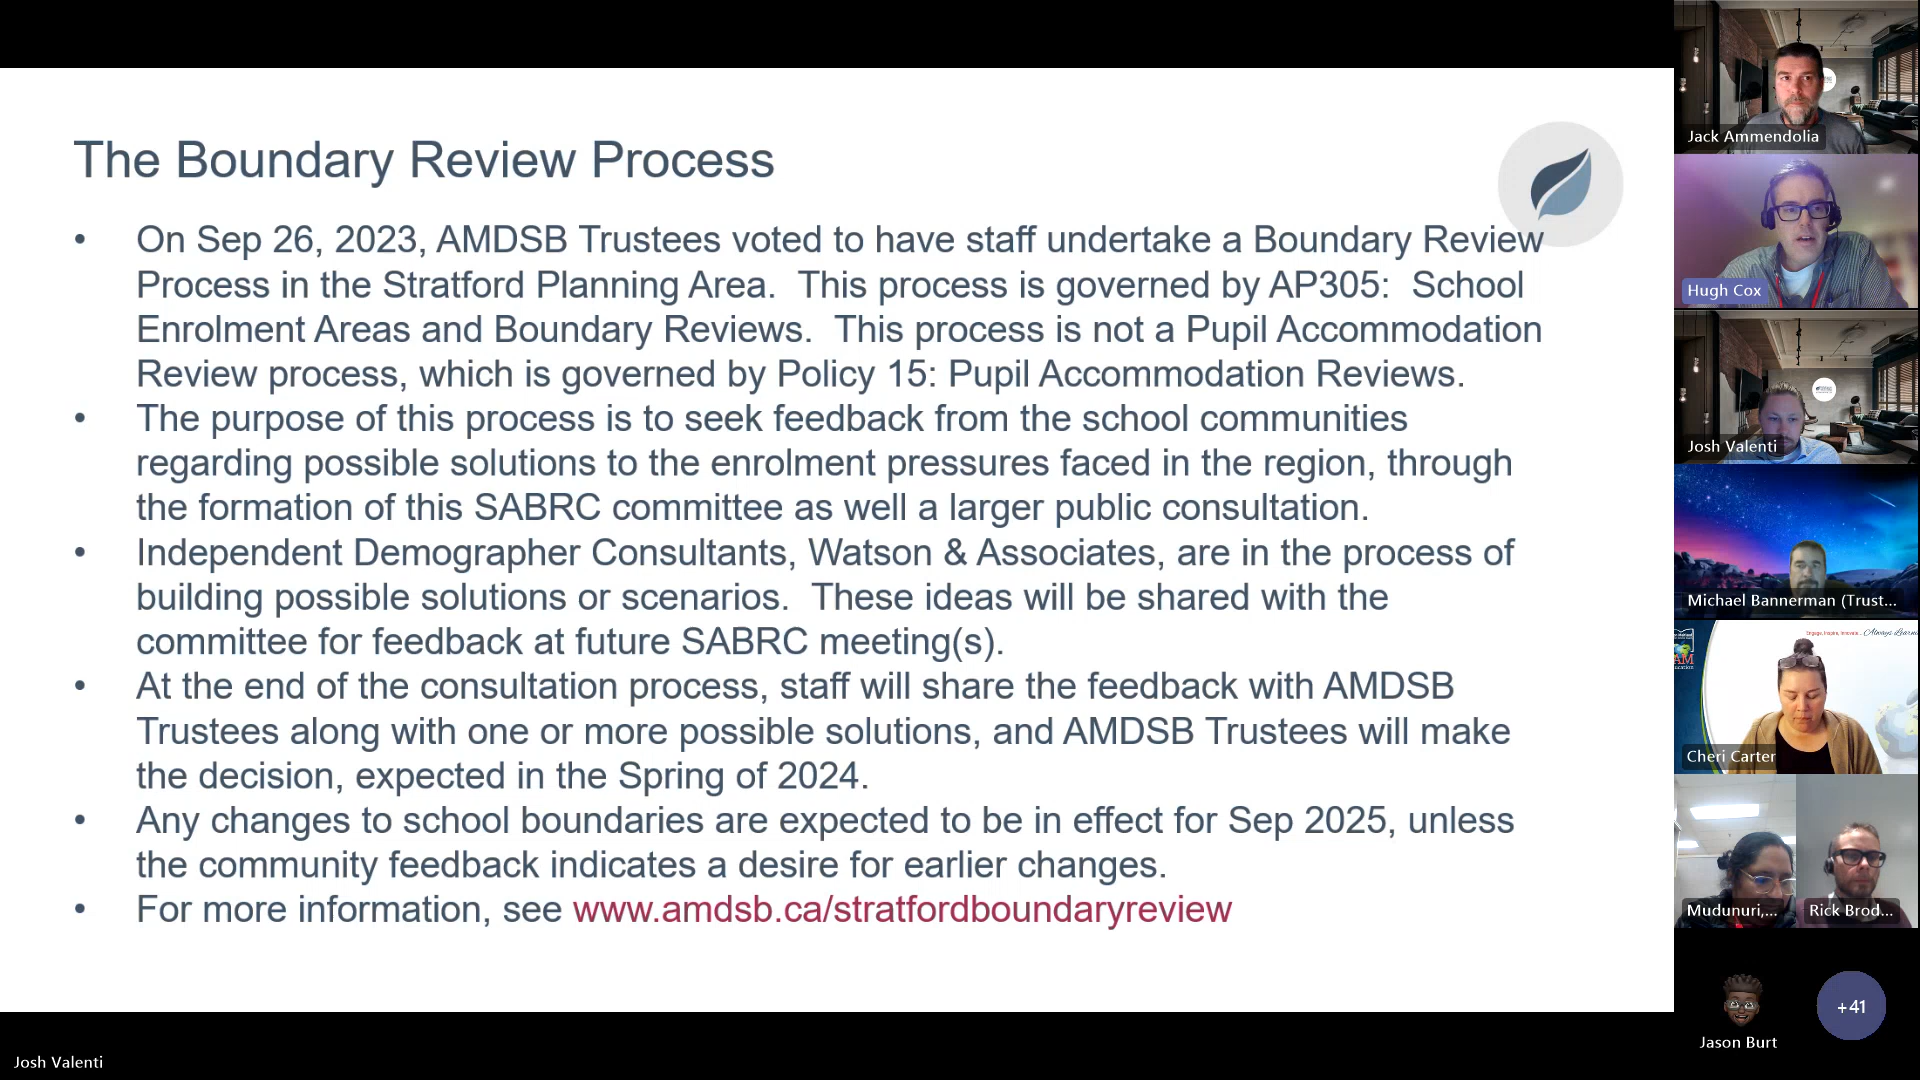 The Boundary Review Process
• On Sep 26, 2023, AMDSB Trustees voted to have staff undertake a Boundary Review
Process in the Stratford Planning Area.  This process is governed by AP305:  School
Enrolment Areas and Boundary Reviews.  This process is not a Pupil Accommodation
Review process, which is governed by Policy 15: Pupil Accommodation Reviews.
• The purpose of this process is to seek feedback from the school communities
regarding possible solutions to the enrolment pressures faced in the region, through
the formation of this SABRC committee as well a larger public consultation.
• Independent Demographer Consultants, Watson & Associates, are in the process of
building possible solutions or scenarios.  These ideas will be shared with the
committee for feedback at future SABRC meeting(s).
• At the end of the consultation process, staff will share the feedback with AMDSB
Trustees along with one or more possible solutions, and AMDSB Trustees will make
the decision, expected in the Spring of 2024.
• Any changes to school boundaries are expected to be in effect for Sep 2025, unless
the community feedback indicates a desire for earlier changes.
• For more information, see www.amdsb.ca/stratfordboundaryreview
Josh Valenti
Jack Ammendolia
Hugh Cox
Josh Valenti
Michael Bannerman (Trust...
Engage, Inspire, Innovate... Always Learn
Cheri Carter
Mudunuri,...
Rick Brod...
Jason Burt
+41